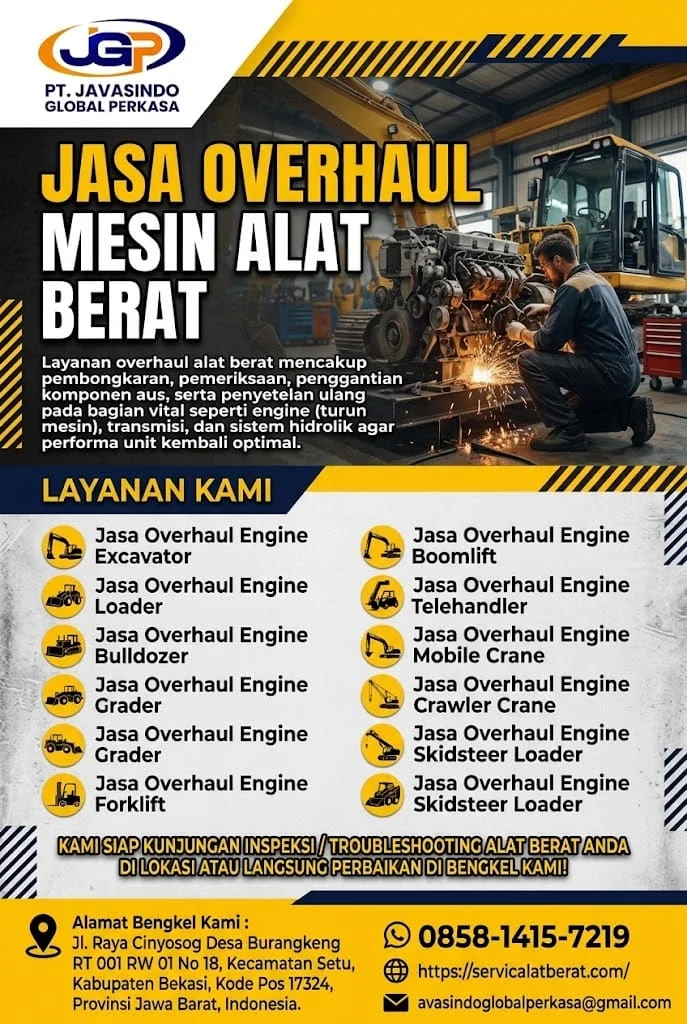 JGP
PT. JAVASINDO
GLOBAL PERKASA
JASA OVERHAUL
MESIN ALAT
BERAT
Layanan overhaul alat berat mencakup
pembongkaran, pemeriksaan, penggantian
komponen aus, serta penyetelan ulang
pada bagian vital seperti engine (turun
mesin), transmisi, dan sistem hidrolik agar
performa unit kembali optimal.
LAYANAN KAMI
Jasa Overhaul Engine
Excavator
Jasa Overhaul Engine
Loader
Jasa Overhaul Engine
Bulldozer
Jasa Overhaul Engine
Grader
Jasa Overhaul Engine
Grader
Jasa Overhaul Engine
Forklift
Jasa Overhaul Engine
Boomlift
Jasa Overhaul Engine
Telehandler
Jasa Overhaul Engine
Mobile Crane
Jasa Overhaul Engine
Crawler Crane
Jasa Overhaul Engine
Skidsteer Loader
Jasa Overhaul Engine
Skidsteer Loader
KAMI SIAP KUNJUNGAN INSPEKSI / TROUBLESHOOTING ALAT BERAT ANDA
DI LOKASI ATAU LANGSUNG PERBAIKAN DI BENGKEL KAMI!
Alamat Bengkel Kami :
Jl. Raya Cinyosog Desa Burangkeng
RT 001 RW 01 No 18, Kecamatan Setu,
Kabupaten Bekasi, Kode Pos 17324,
Provinsi Jawa Barat, Indonesia.
0858-1415-7219
https://servicalatberat.com/
avasindoglobalperkasa@gmail.com